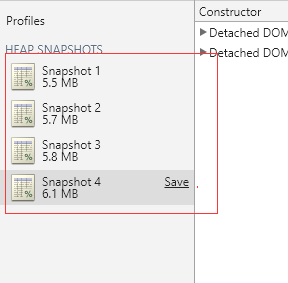 Profiles
Constructor
HEAP SNAPSHOTS
Detached DOM
Detached DOM
Snapshot 1
5.5 MB
Snapshot 2
5.7 MB
Snapshot 3
5.8 MB
Snapshot 4
Save
6.1 MB